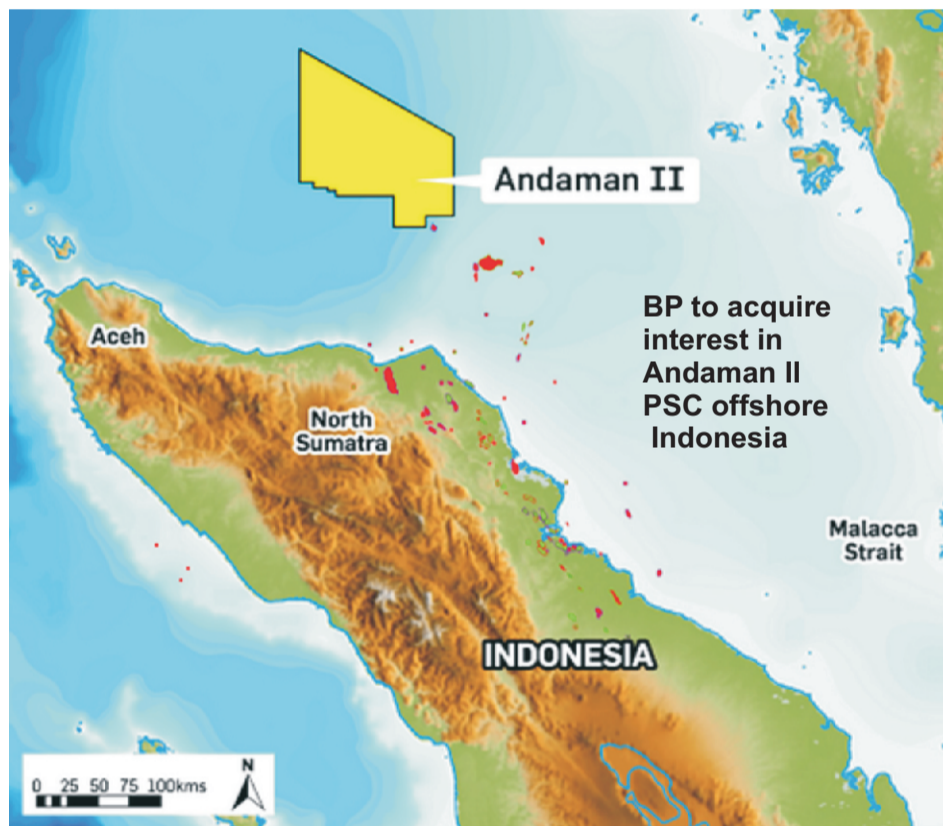 Andaman II
BP to acquire
interest in
Andaman II
PSC offshore
Indonesia
Aceh
North
Sumatra
Malacca
Strait
INDONESIA
N
0 25 50 75 100kms